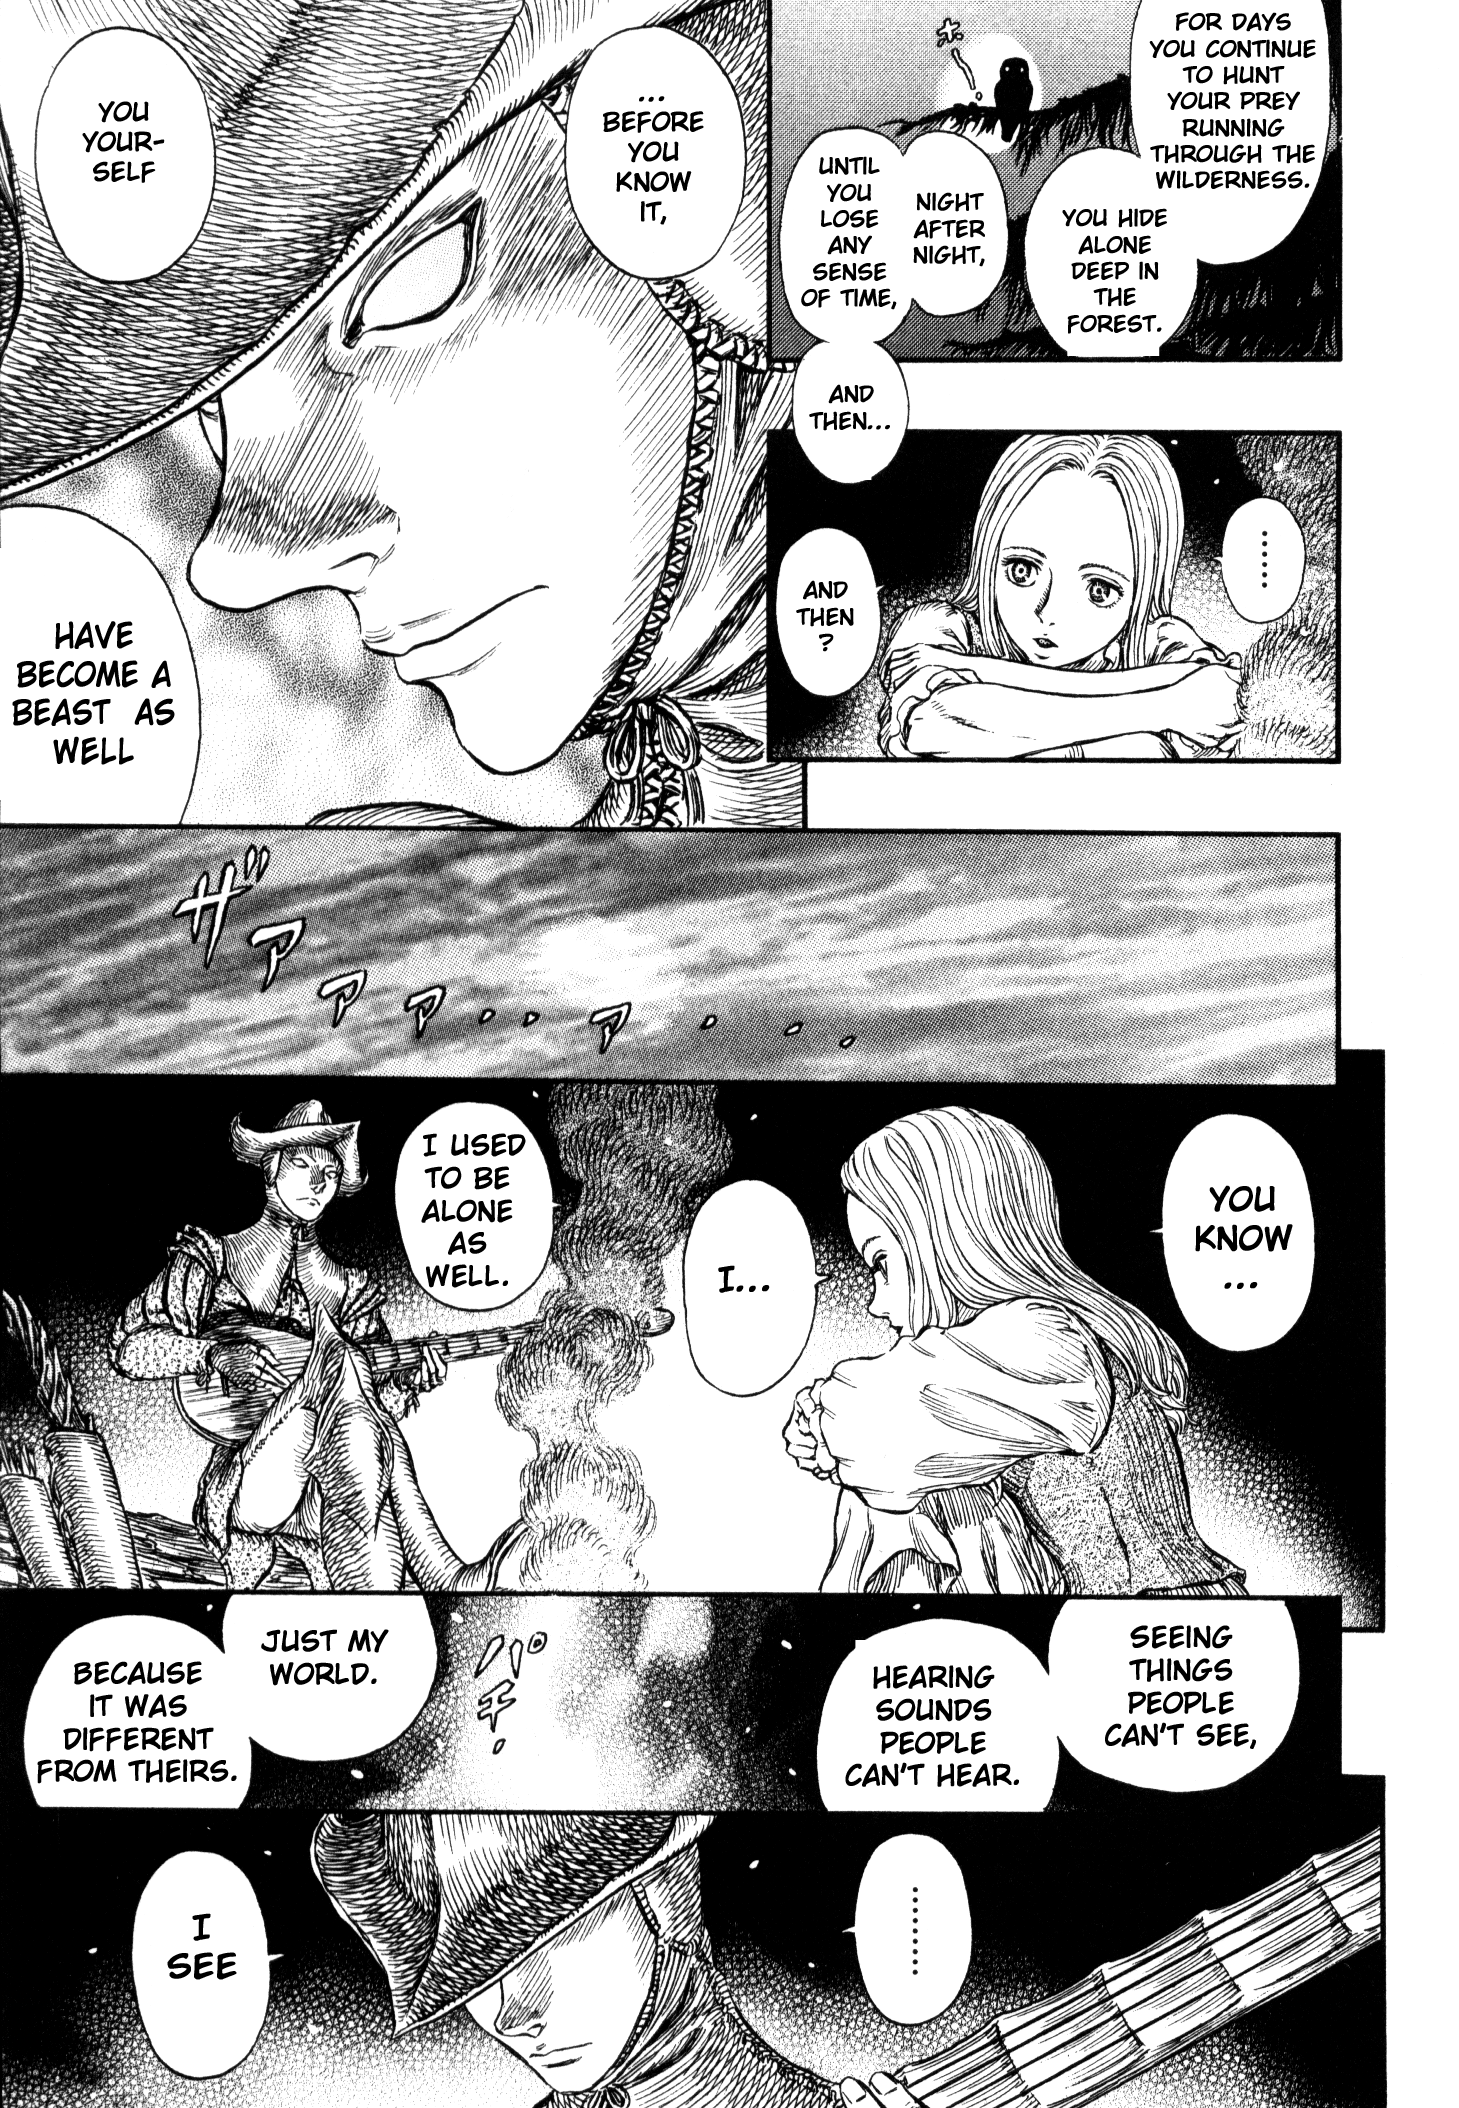 FOR DAYS
YOU CONTINUE
TO HUNT
YOUR PREY
RUNNING
THROUGH THE
WILDERNESS.
YOU HIDE
ALONE
DEEP IN
THE
FOREST.
NIGHT
AFTER
NIGHT,
UNTIL
YOU
LOSE
ANY
SENSE
OF TIME,
AND
THEN...
........
AND
THEN
?
...
BEFORE
YOU
KNOW
IT,
YOU
YOUR-
SELF
HAVE
BECOME A
BEAST AS
WELL
ザァァァ‥ァ...
YOU
KNOW
...
I...
I USED
TO BE
ALONE
AS
WELL.
SEEING
THINGS
PEOPLE
CAN'T SEE,
HEARING
SOUNDS
PEOPLE
CAN'T HEAR.
パチ
JUST MY
WORLD.
BECAUSE
IT WAS
DIFFERENT
FROM THEIRS.
.........
I
SEE